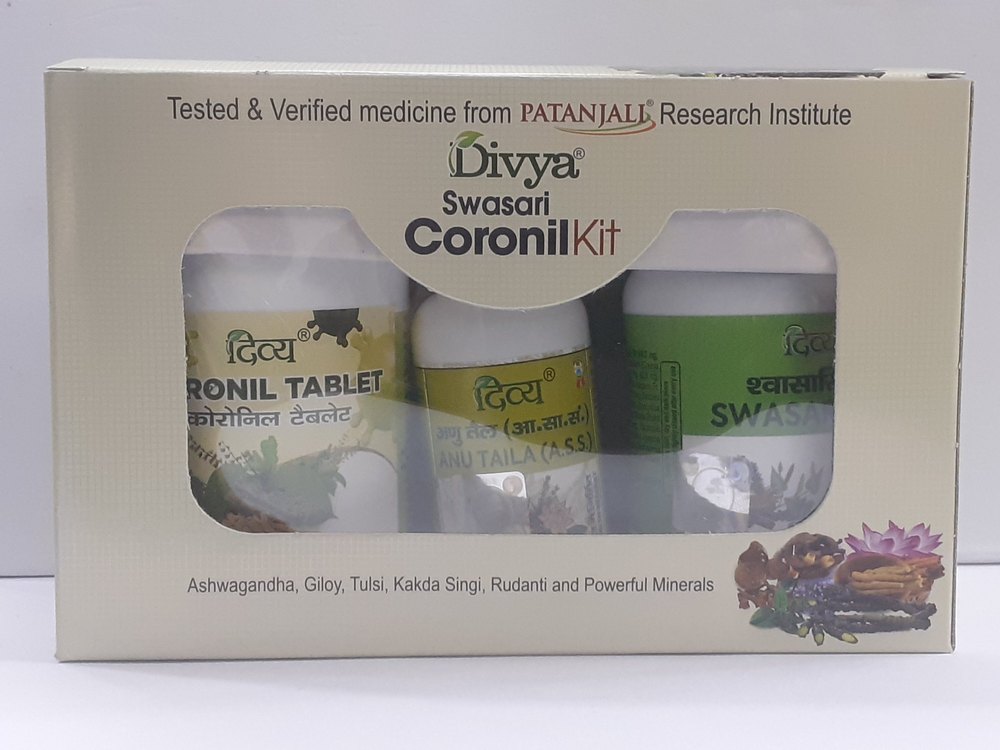 Tested & Verified medicine from PATANJALI® Research Institute
Divya®
Swasari
CoronilKit
दिव्य®
RONIL TABLET
कोरोनिल टैबलेट
दिव्य®
अणु तैल (आ.सा.सं.)
ANU TAILA (A.S.S.)
दिव्य
श्वासारि
SWASA
Ashwagandha, Giloy, Tulsi, Kakda Singi, Rudanti and Powerful Minerals